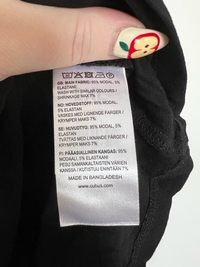 GB: MAIN FABRIC: 95% MODAL, 5%
ELASTANE
WASH WITH SIMILAR COLOURS /
SHRINKAGE MAX 7%
NO: HOVEDSTOFF: 95% MODAL,
5% ELASTAN
VASKES MED LIGNENDE FARGER /
KRYMPER MAKS 7%
SE: HUVUDTYG: 95% MODAL, 5%
ELASTAN
TVÄTTAS MED LIKNANDE FÄRGER /
KRYMPER MAX 7%
FI: PÄÄASIALLINEN KANGAS: 95%
MODAALI, 5% ELASTAANI
PESU SAMANKALTAISTEN VÄRIEN
KANSSA / KUTISTUU ENINTÄÄN 7%
MADE IN BANGLADESH
www.cubus.com